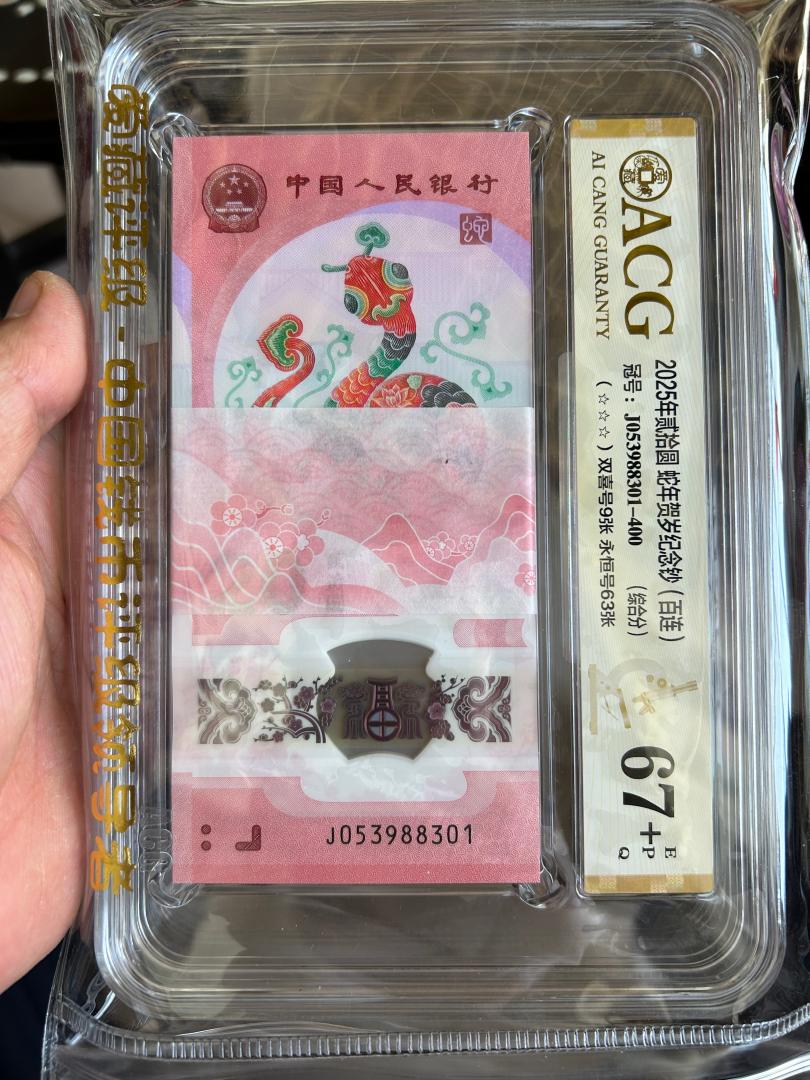 爱藏评级-中国钱币评级领导者
中国人民银行
蛇
J053988301
ACG
AI CANG GUARANTY
2025年贰拾圆 蛇年贺岁纪念钞（百连）
冠号：J053988301-400 （综合分）
（☆☆☆）双喜号9张 永恒号63张
67+ EPQ